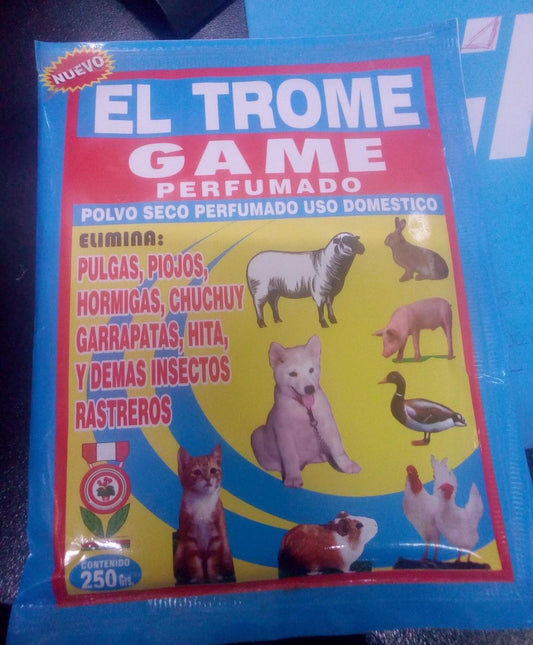 NUEVO
EL TROME
GAME
PERFUMADO
POLVO SECO PERFUMADO USO DOMESTICO
ELIMINA:
PULGAS, PIOJOS,
HORMIGAS, CHUCHUY
GARRAPATAS, HITA,
Y DEMAS INSECTOS
RASTREROS
CONTENIDO
250 Grs.